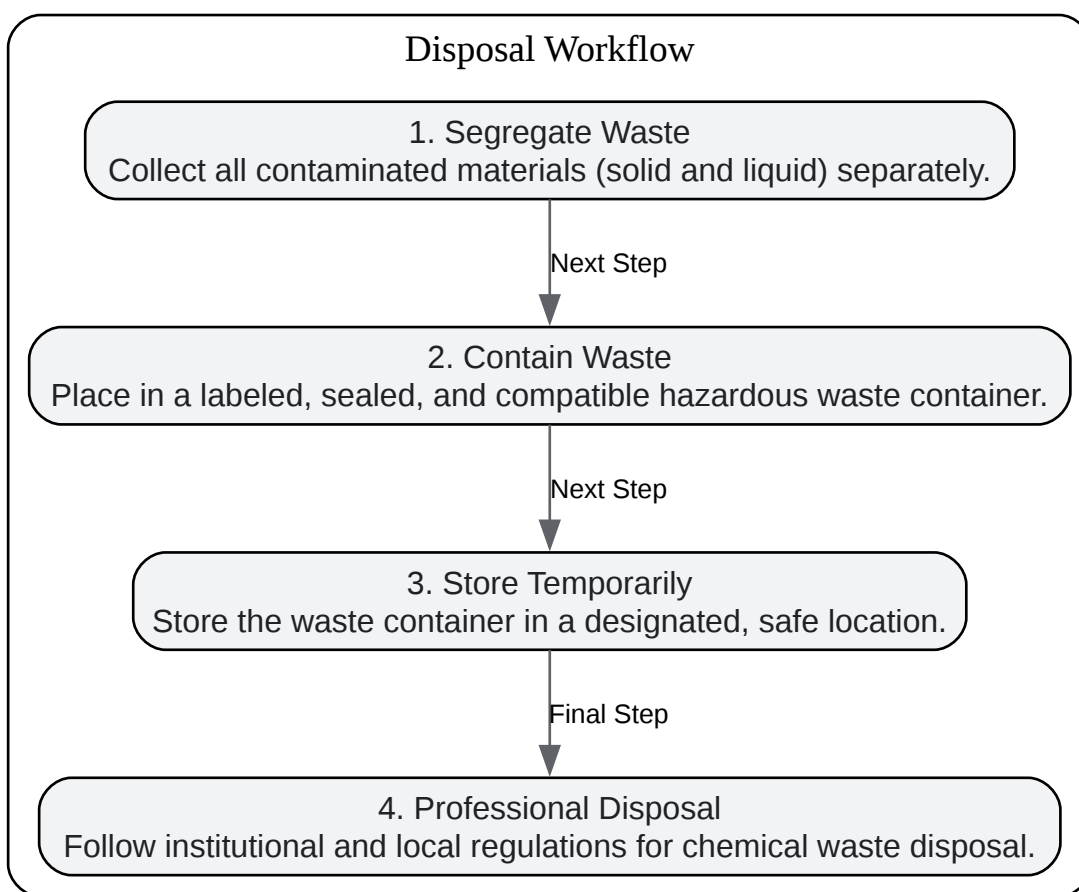 Disposal Workflow
1. Segregate Waste
Collect all contaminated materials (solid and liquid) separately.
Next Step
2. Contain Waste
Place in a labeled, sealed, and compatible hazardous waste container.
Next Step
3. Store Temporarily
Store the waste container in a designated, safe location.
Final Step
4. Professional Disposal
Follow institutional and local regulations for chemical waste disposal.